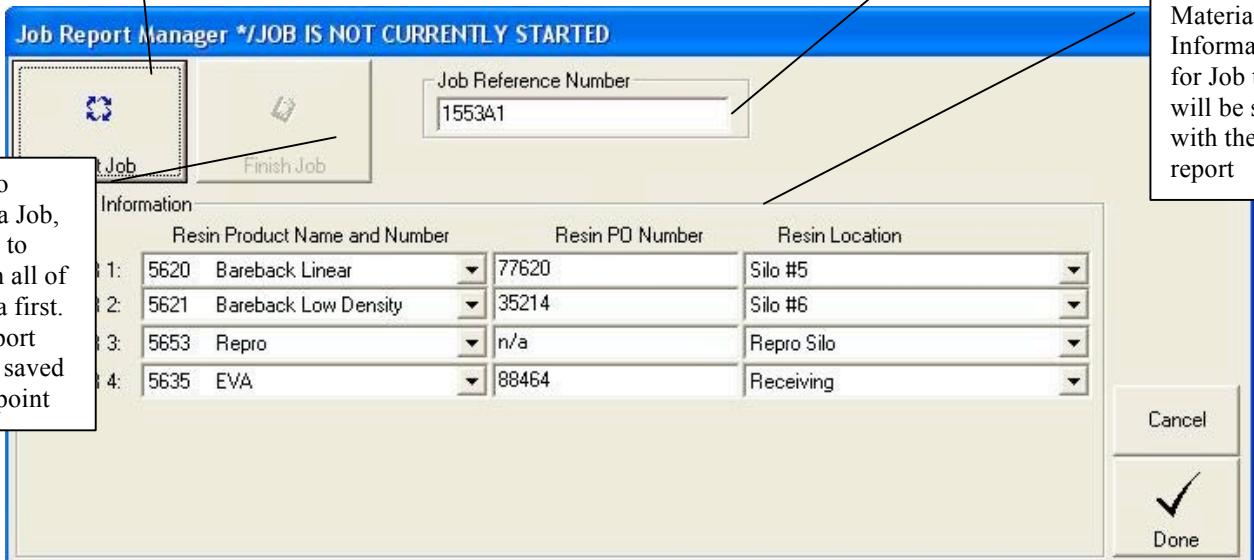 Job Report Manager */JOB IS NOT CURRENTLY STARTED
Job Reference Number
1553A1
Job
Finish Job
Information
for Job
will be
with the
report
a Job,
to
all of
first.
saved
point
Information
Resin Product Name and Number Resin PO Number Resin Location
1: 5620 Bareback Linear 77620 Silo #5
2: 5621 Bareback Low Density 35214 Silo #6
3: 5653 Repro n/a Repro Silo
4: 5635 EVA 88464 Receiving
Cancel
Done